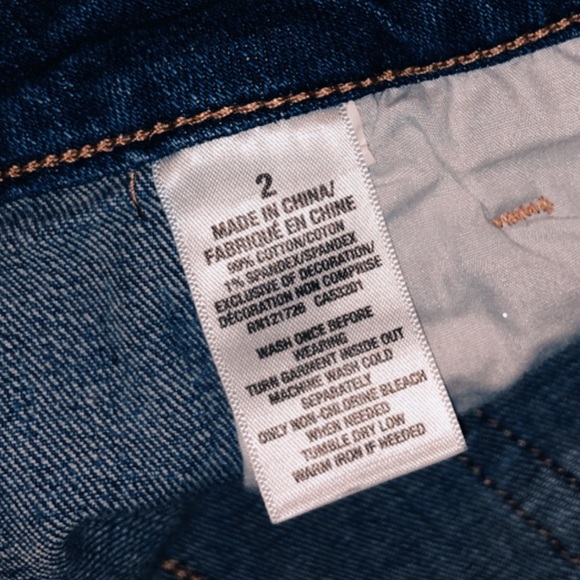 2
MADE IN CHINA/
FABRIQUÉ EN CHINE
99% COTTON/COTON
1% SPANDEX/SPANDEX
EXCLUSIVE OF DECORATION/
DÉCORATION NON COMPRISE
RN121726 CA53201
WASH ONCE BEFORE
WEARING
TURN GARMENT INSIDE OUT
MACHINE WASH COLD
SEPARATELY
ONLY NON-CHLORINE BLEACH
WHEN NEEDED
TUMBLE DRY LOW
WARM IRON IF NEEDED